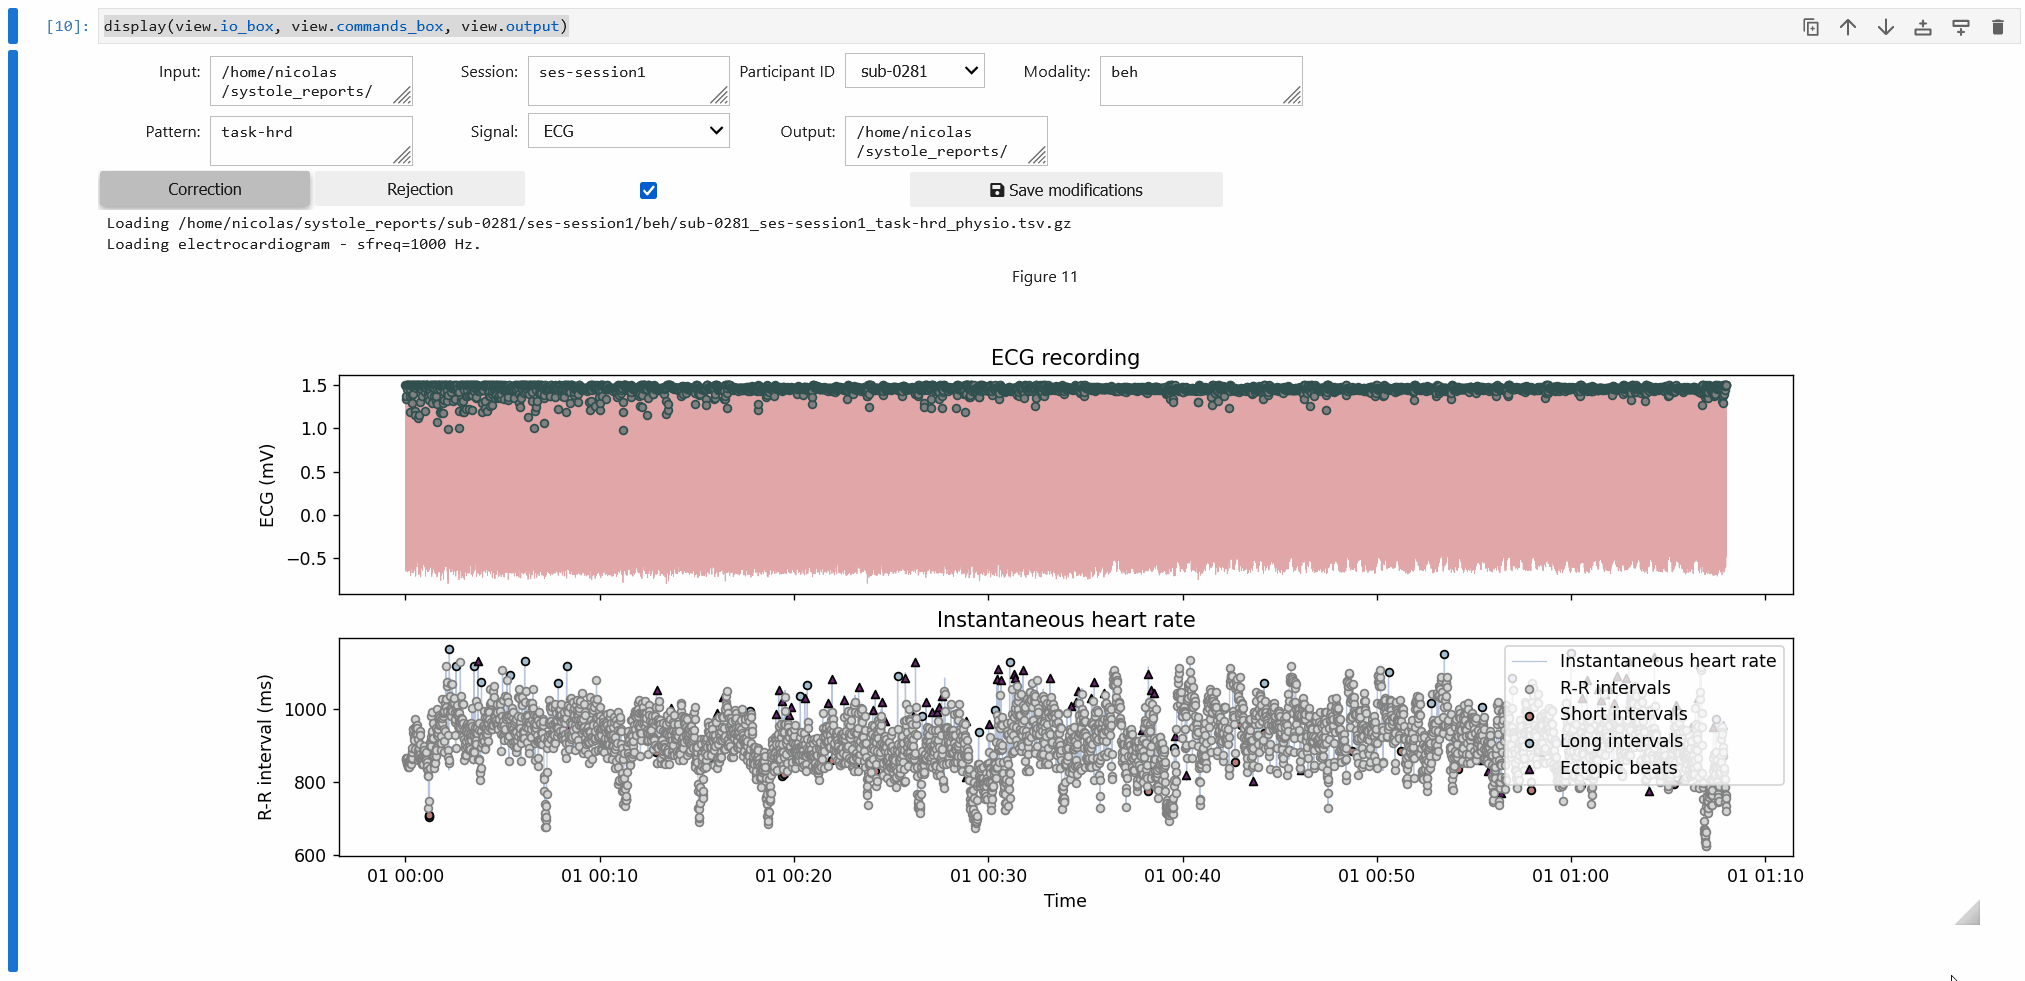 [10]: display(view.io_box, view.commands_box, view.output)
Input: /home/nicolas
/systole_reports/
Session: ses-session1
Participant ID sub-0281
Modality: beh
Pattern: task-hrd
Signal: ECG
Output: /home/nicolas
/systole_reports/
Correction Rejection Save modifications
Loading /home/nicolas/systole_reports/sub-0281/ses-session1/beh/sub-0281_ses-session1_task-hrd_physio.tsv.gz
Loading electrocardiogram - sfreq=1000 Hz.
Figure 11
ECG recording
1.5
1.0
0.5
0.0
−0.5
ECG (mV)
Instantaneous heart rate
Instantaneous heart rate
R-R intervals
Short intervals
Long intervals
Ectopic beats
1000
800
600
R-R interval (ms)
01 00:00 01 00:10 01 00:20 01 00:30 01 00:40 01 00:50 01 01:00 01 01:10
Time